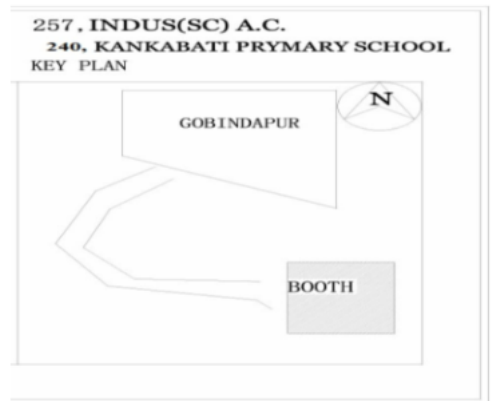 257, INDUS(SC) A.C.
240, KANKABATI PRYMARY SCHOOL
KEY PLAN
N
GOBINDAPUR
BOOTH